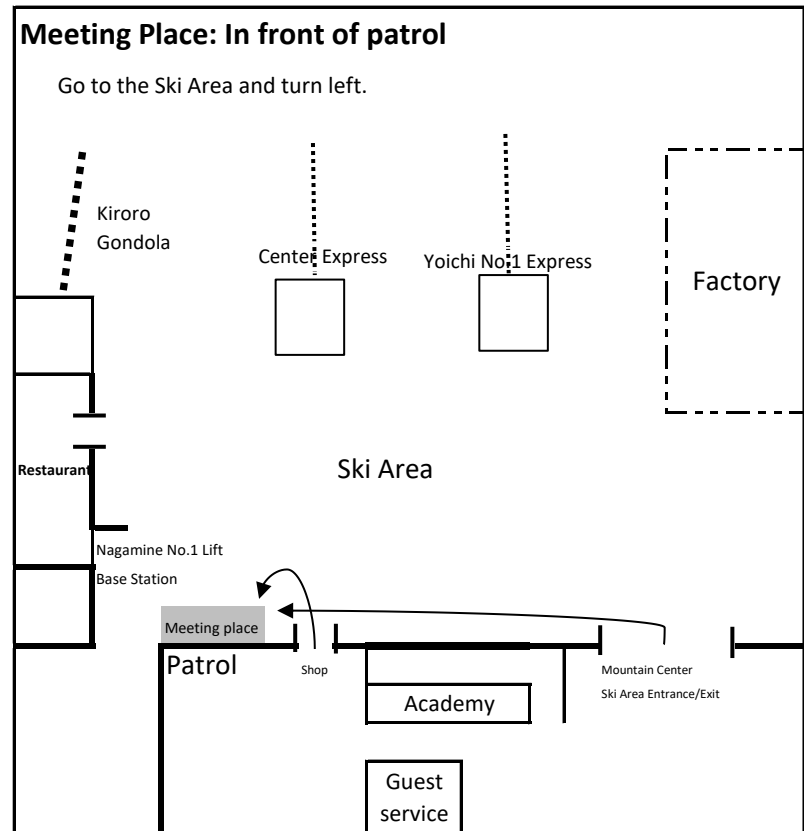 Meeting Place: In front of patrol
Go to the Ski Area and turn left.
Kiroro
Gondola
Center Express
Yoichi No.1 Express
Factory
Restaurant
Ski Area
Nagamine No.1 Lift
Base Station
Meeting place
Patrol
Shop
Mountain Center
Ski Area Entrance/Exit
Academy
Guest
service